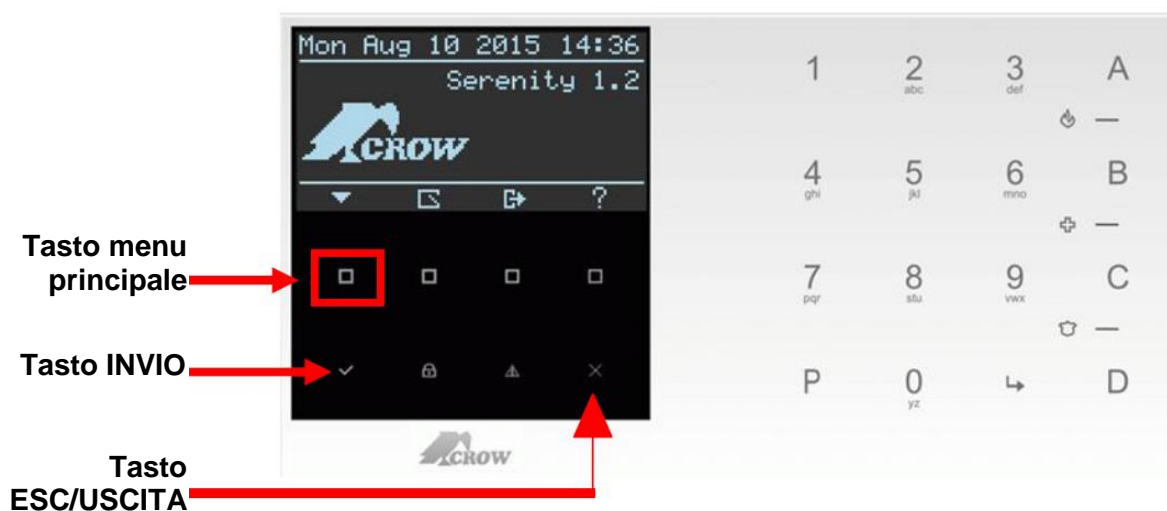 Mon Aug 10 2015 14:36
Serenity 1.2
CROW
?
Tasto menu
principale
Tasto INVIO
Tasto
ESC/USCITA
CROW
1 2 3 A
abc def
4 5 6 B
ghi jkl mno
7 8 9 C
pqr stu vwx
P 0 D
yz